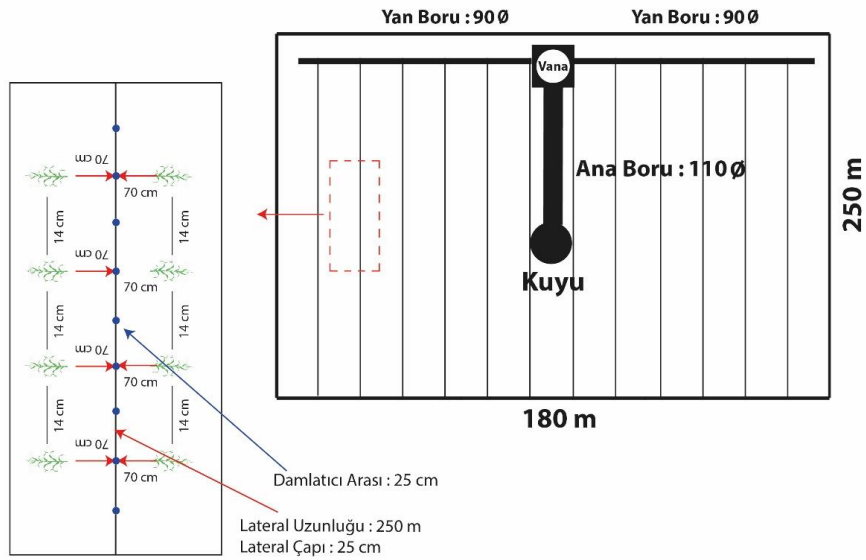 Yan Boru : 90 Ø
Yan Boru : 90 Ø
Vana
Ana Boru : 110 Ø
Kuyu
250 m
180 m
70 cm
70 cm
14 cm
14 cm
70 cm
70 cm
14 cm
14 cm
70 cm
70 cm
14 cm
14 cm
70 cm
70 cm
Damlatıcı Arası : 25 cm
Lateral Uzunluğu : 250 m
Lateral Çapı : 25 cm